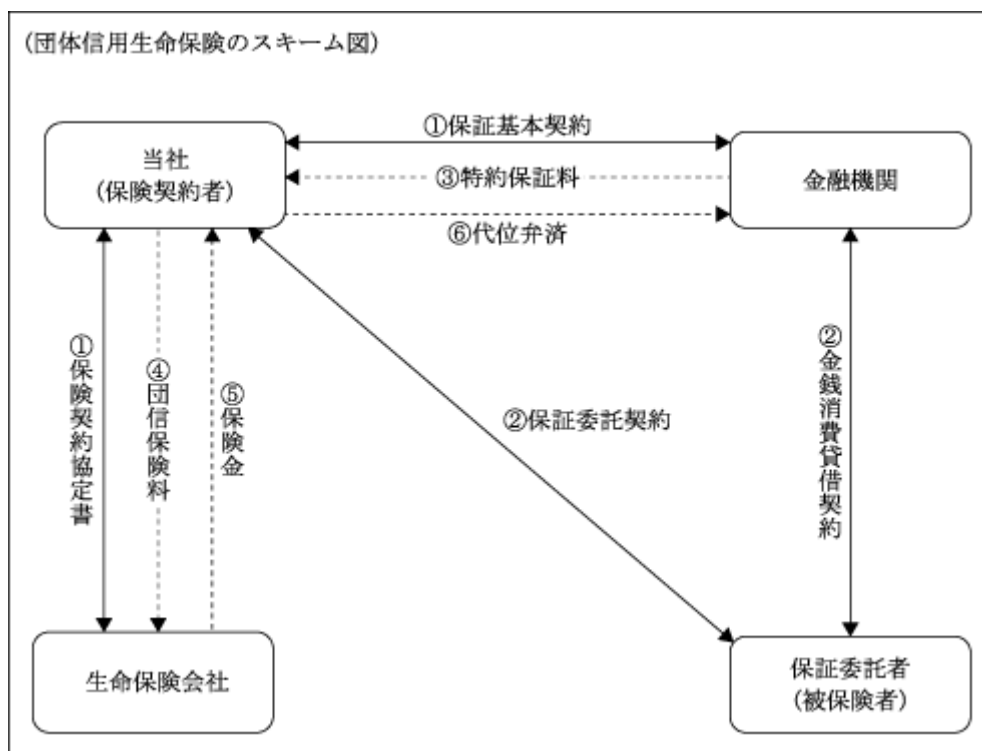 (団体信用生命保険のスキーム図)
①保証基本契約
当社
(保険契約者)
③特約保証料
金融機関
⑥代位弁済
①保険契約協定書
④団信保険料
⑤保険金
②保証委託契約
②金銭消費貸借契約
生命保険会社
保証委託者
(被保険者)